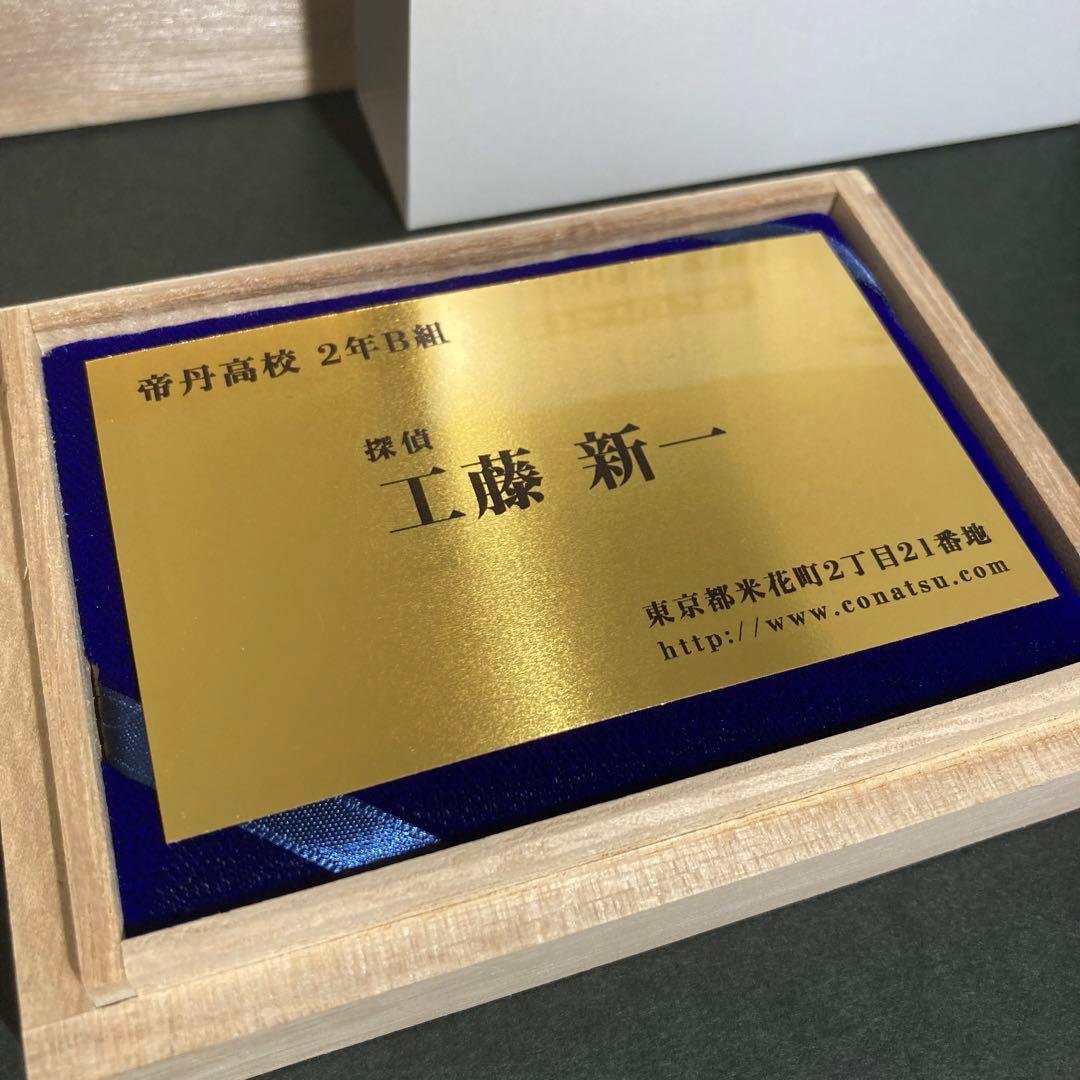 帝丹高校 2年B組
探偵
工藤 新一
東京都米花町2丁目21番地
http://www.conatsu.com